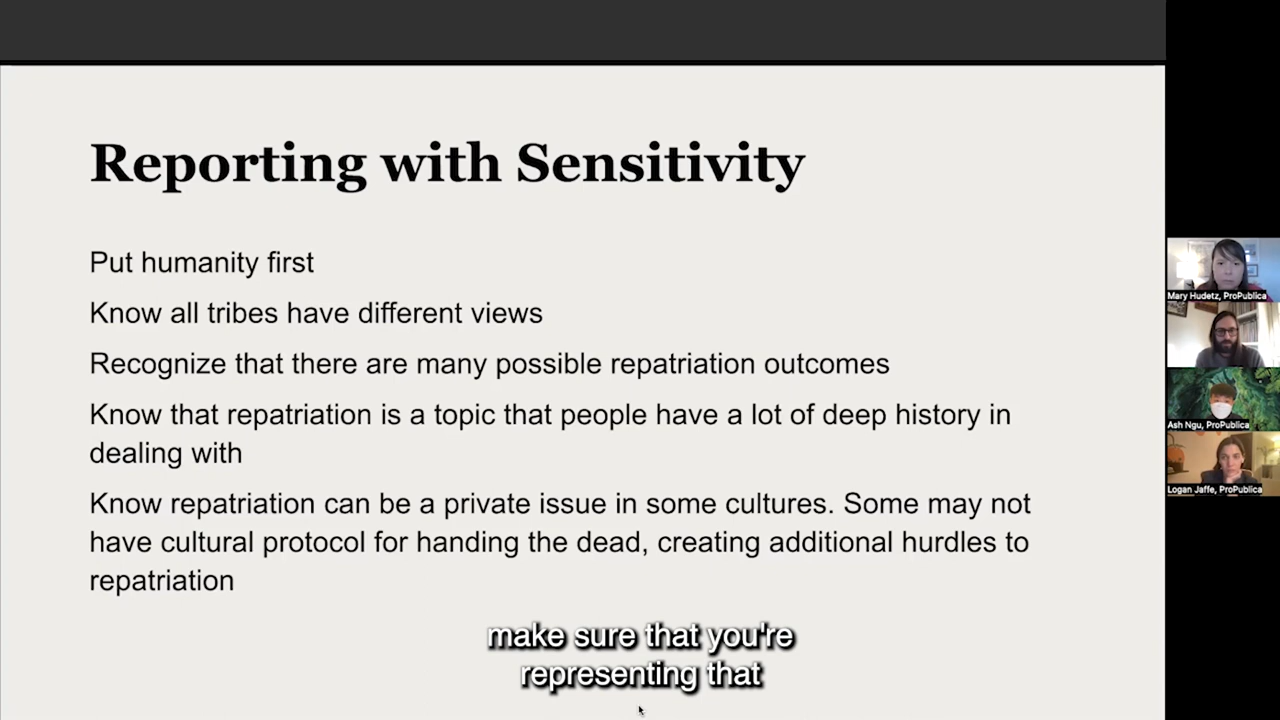 Reporting with Sensitivity
Put humanity first
Know all tribes have different views
Recognize that there are many possible repatriation outcomes
Know that repatriation is a topic that people have a lot of deep history in
dealing with
Know repatriation can be a private issue in some cultures. Some may not
have cultural protocol for handing the dead, creating additional hurdles to
repatriation
make sure that you're
representing that
Mary Hudetz, ProPublica
Ash Ngu, ProPublica
Logan Jaffe, ProPublica